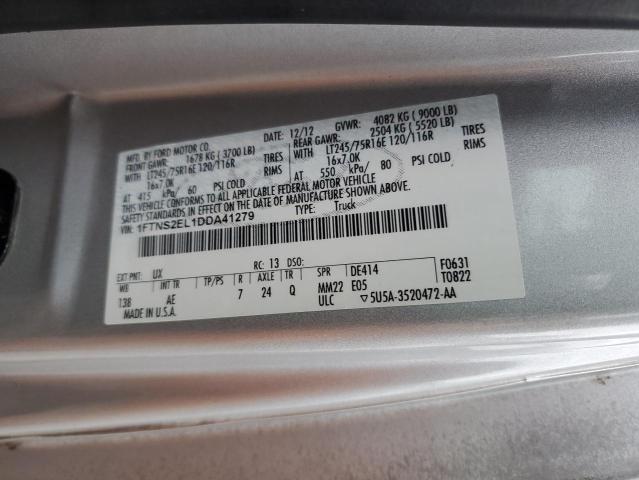 MFD. BY FORD MOTOR CO.
DATE: 12/12 GVWR: 4082 KG ( 9000 LB)
FRONT GAWR: 1678 KG (3700 LB) REAR GAWR: 2504 KG ( 5520 LB)
WITH LT245/75R16E 120/116R TIRES WITH LT245/75R16E 120/116R TIRES
16x7.0K RIMS 16x7.0K RIMS
AT 415 kPa/ 60 PSI COLD AT 550 kPa/ 80 PSI COLD
THIS VEHICLE CONFORMS TO ALL APPLICABLE FEDERAL MOTOR VEHICLE
SAFETY STANDARDS IN EFFECT ON THE DATE OF MANUFACTURE SHOWN ABOVE.
VIN: 1FTNS2EL1DDA41279 TYPE: Truck
EXT PNT: UX RC: 13 DSO: F0631
WB INT TR TP/PS R AXLE TR SPR DE414 T0822
138 AE 7 24 Q MM22 E05
MADE IN U.S.A. ULC ▽5U5A-3520472-AA